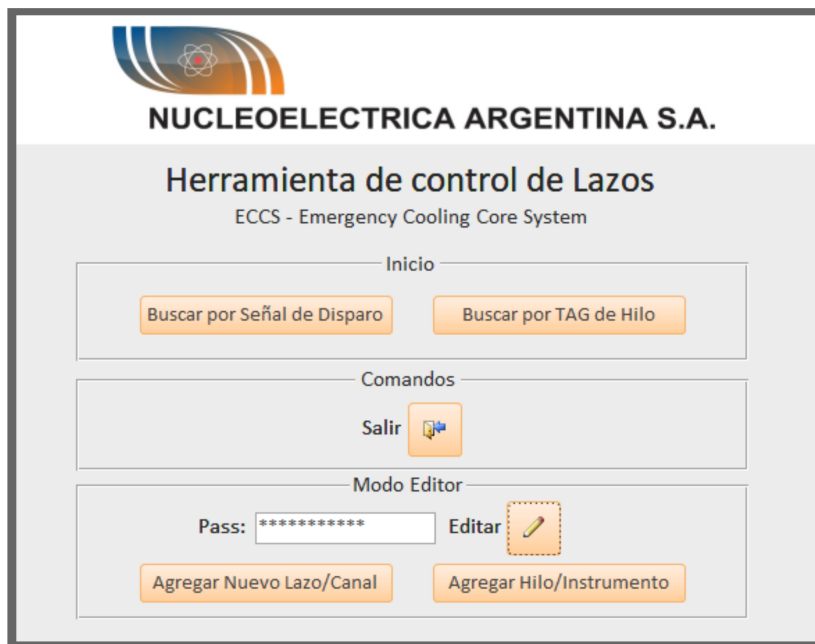 NUCLEOELECTRICA ARGENTINA S.A.
Herramienta de control de Lazos
ECCS - Emergency Cooling Core System
Inicio
Buscar por Señal de Disparo Buscar por TAG de Hilo
Comandos
Salir
Modo Editor
Pass: *********** Editar
Agregar Nuevo Lazo/Canal Agregar Hilo/Instrumento